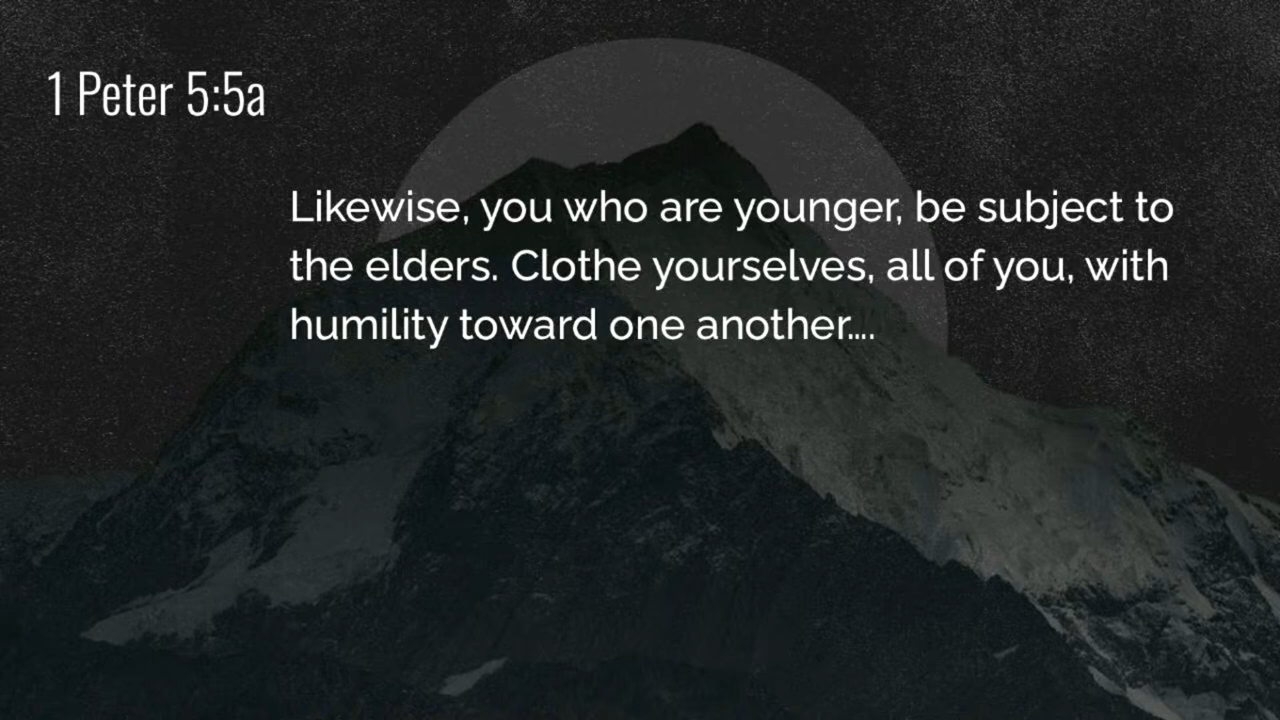 1 Peter 5:5a
Likewise, you who are younger, be subject to
the elders. Clothe yourselves, all of you, with
humility toward one another....